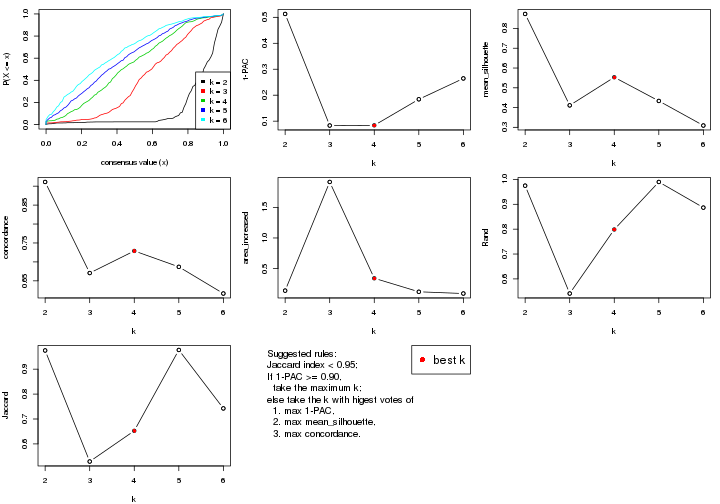 P(X <= x)
0.0 0.2 0.4 0.6 0.8 1.0
k = 2
k = 3
k = 4
k = 5
k = 6
0.0 0.2 0.4 0.6 0.8 1.0
consensus value (x)
1-PAC
0.1 0.2 0.3 0.4 0.5
2 3 4 5 6
k
mean_silhouette
0.3 0.4 0.5 0.6 0.7 0.8
2 3 4 5 6
k
concordance
0.65 0.75 0.85
2 3 4 5 6
k
area_increased
0.5 1.0 1.5
2 3 4 5 6
k
Rand
0.6 0.7 0.8 0.9 1.0
2 3 4 5 6
k
Jaccard
0.6 0.7 0.8 0.9
2 3 4 5 6
k
Suggested rules:
Jaccard index < 0.95;
If 1-PAC >= 0.90,
take the maximum k;
else take the k with higest votes of
1. max 1-PAC,
2. max mean_silhouette,
3. max concordance.
best k